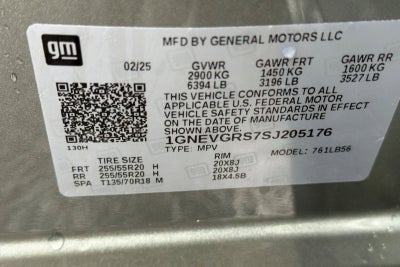 gm
MFD BY GENERAL MOTORS LLC
02/25 GVWR GAWR FRT GAWR RR
2900 KG 1450 KG 1600 KG
6394 LB 3196 LB 3527 LB
THIS VEHICLE CONFORMS TO ALL
APPLICABLE U.S. FEDERAL MOTOR
VEHICLE SAFETY STANDARDS IN EFFECT
ON THE DATE OF MANUFACTURE
SHOWN ABOVE.
1GNEVGRS7SJ205176
130H
TYPE: MPV MODEL: 761LB56
TIRE SIZE RIM
FRT 255/55R20 H 20X8J
RR 255/55R20 H 20X8J
SPA T135/70R18 M 18X4.5B